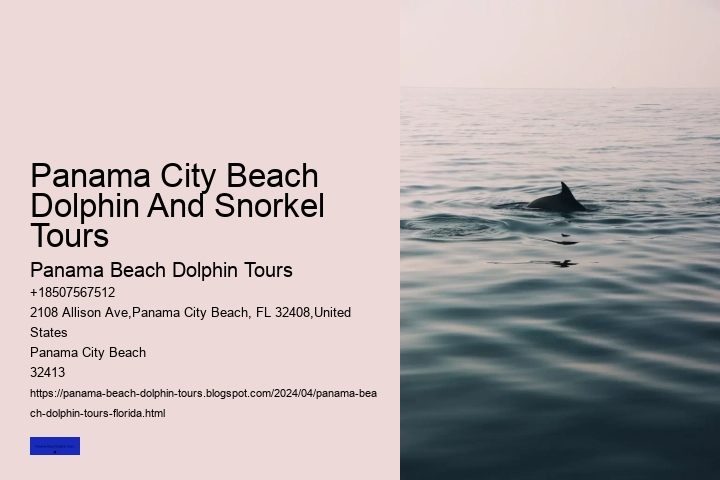 Panama City Beach
Dolphin And Snorkel
Tours
Panama Beach Dolphin Tours
+18507567512
2108 Allison Ave,Panama City Beach, FL 32408,United
States
Panama City Beach
32413
https://panama-beach-dolphin-tours.blogspot.com/2024/04/panama-bea
ch-dolphin-tours-florida.html